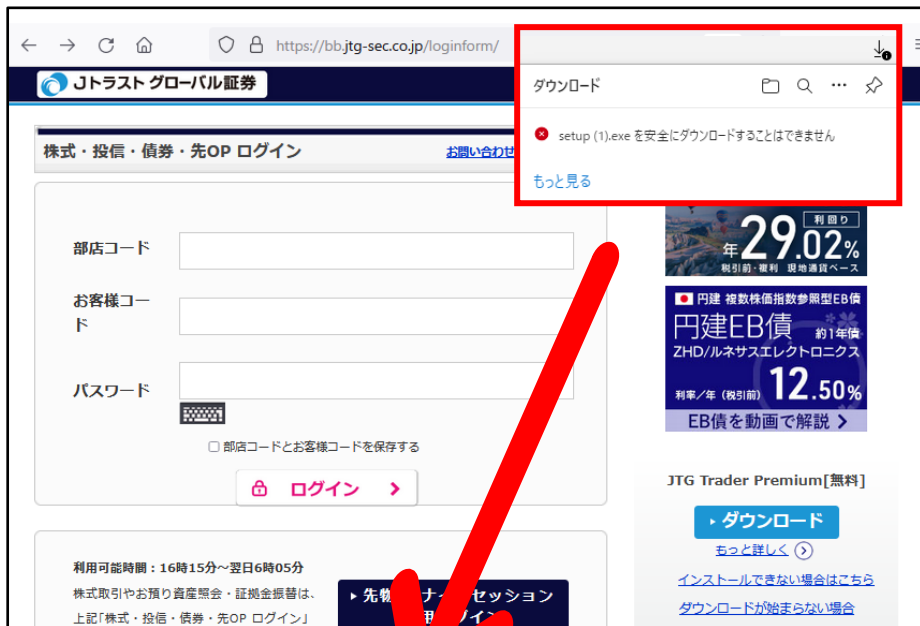 https://bb.jtg-sec.co.jp/loginform/
Jトラスト グローバル証券
ダウンロード
setup (1).exe を安全にダウンロードすることはできません
もっと見る
株式・投信・債券・先OP ログイン
お問い合わせ
部店コード
お客様コー
ド
パスワード
部店コードとお客様コードを保存する
ログイン
利用可能時間：16時15分～翌日6時05分
株式取引やお預り資産照会・証拠金振替は、
上記「株式・投信・債券・先OP ログイン」
先物 ナイ セッション
用 グイン
利回り
年29.02%
税引前・複利 現地通貨ベース
円建 複数株価指数参照型EB債
円建EB債 約1年債
ZHD/ルネサスエレクトロニクス
利率/年（税引前）12.50%
EB債を動画で解説
JTG Trader Premium[無料]
ダウンロード
もっと詳しく
インストールできない場合はこちら
ダウンロードが始まらない場合